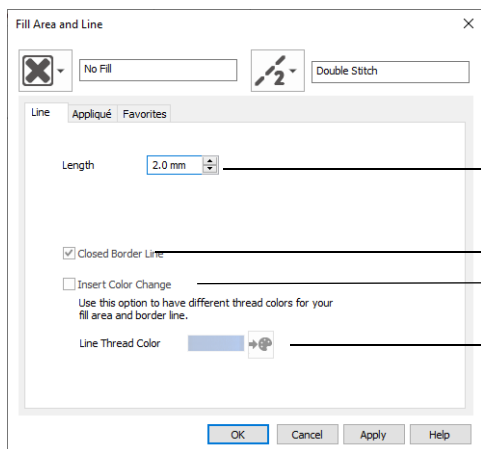 Fill Area and Line
No Fill
2
Double Stitch
Line Appliqué Favorites
Length 2.0 mm
Closed Border Line
Insert Color Change
Use this option to have different thread colors for your
fill area and border line.
Line Thread Color
OK Cancel Apply Help